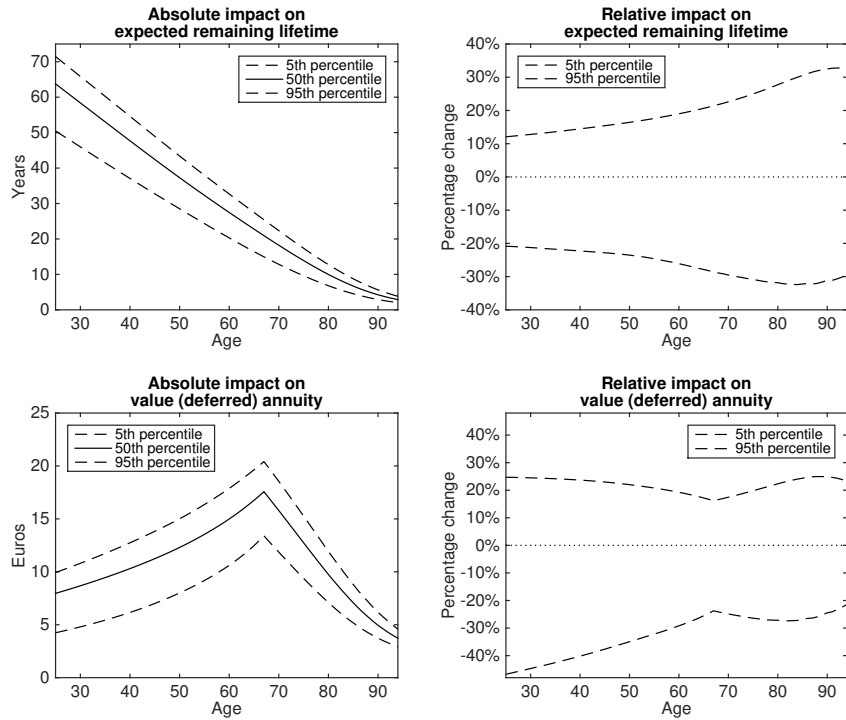 Absolute impact on
expected remaining lifetime
70
60
50
40
30
20
10
0
Years
5th percentile
50th percentile
95th percentile
30 40 50 60 70 80 90
Age
Relative impact on
expected remaining lifetime
40%
30%
20%
10%
0%
-10%
-20%
-30%
-40%
Percentage change
5th percentile
95th percentile
30 40 50 60 70 80 90
Age
Absolute impact on
value (deferred) annuity
25
20
15
10
5
0
Euros
5th percentile
50th percentile
95th percentile
30 40 50 60 70 80 90
Age
Relative impact on
value (deferred) annuity
40%
30%
20%
10%
0%
-10%
-20%
-30%
-40%
Percentage change
5th percentile
95th percentile
30 40 50 60 70 80 90
Age